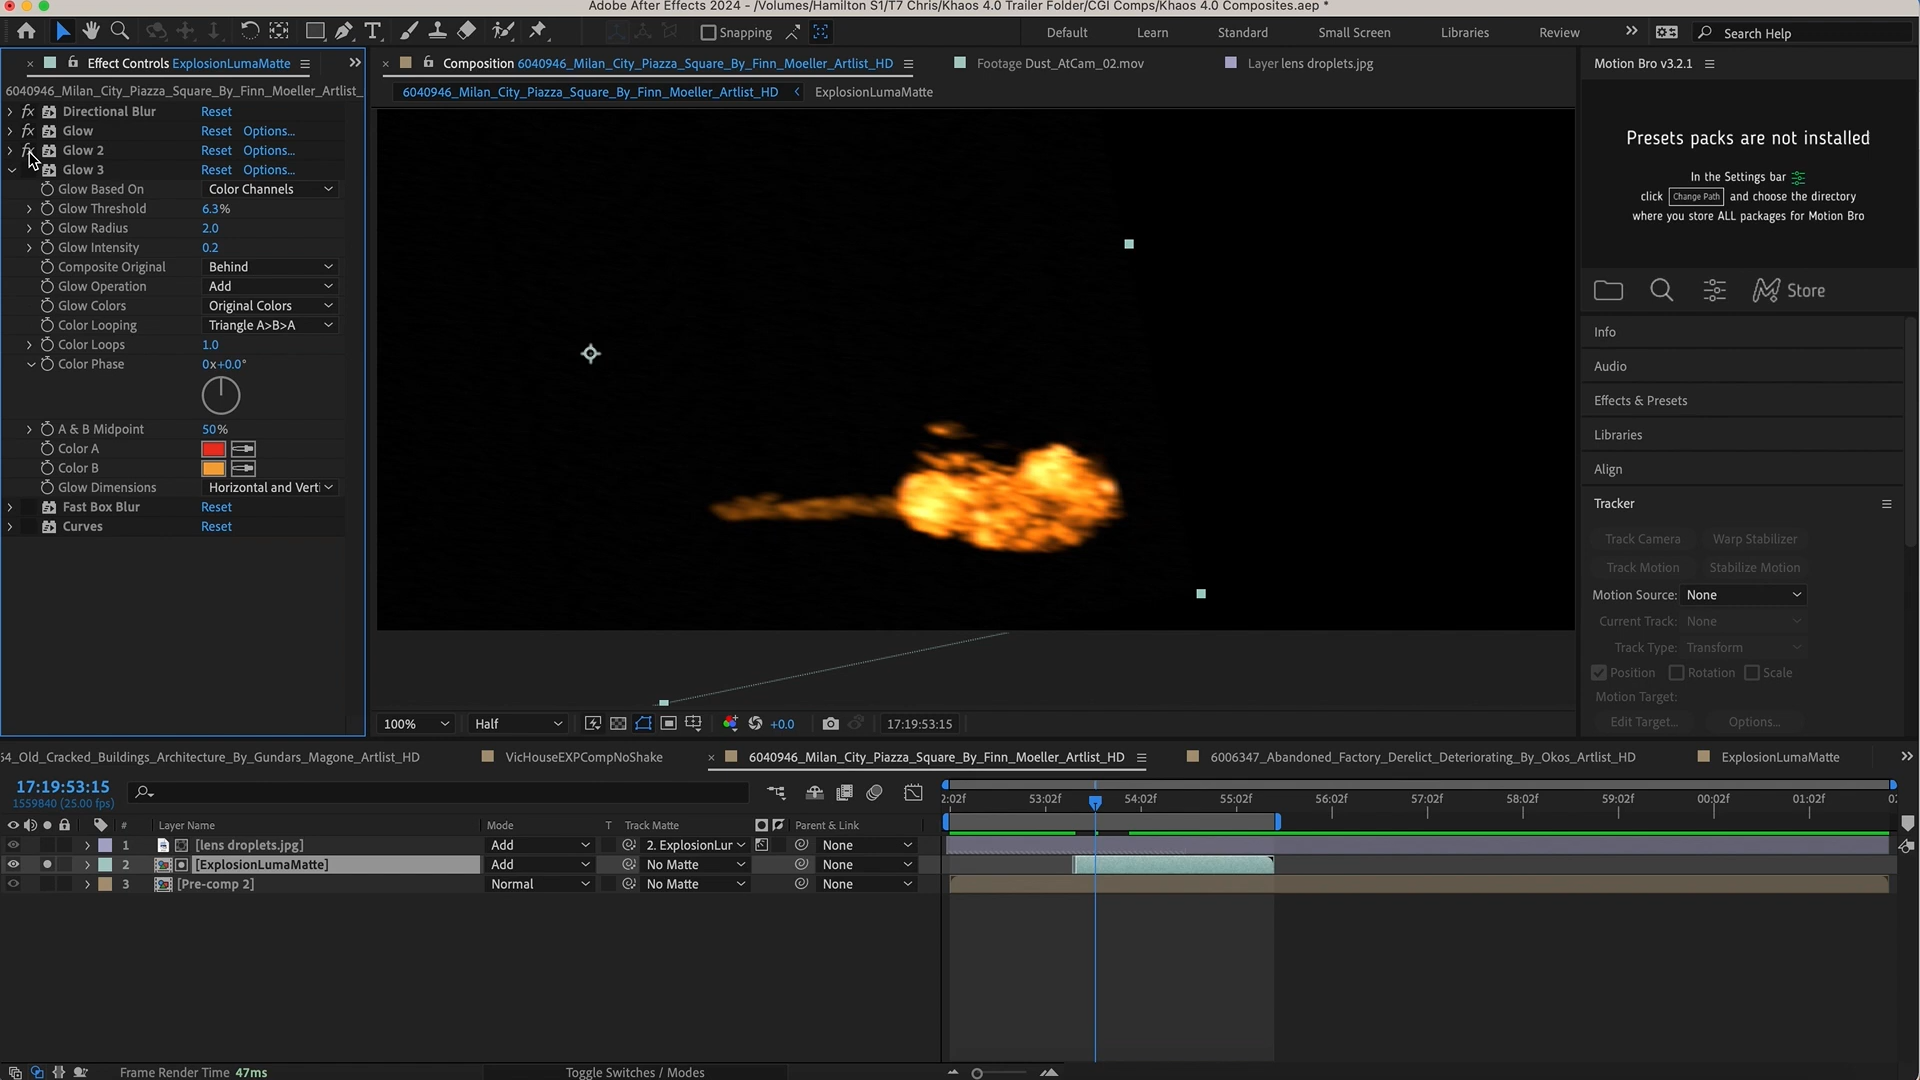 Adobe After Effects 2024 - /Volumes/Hamilton S1/T7 Chris/Khaos 4.0 Trailer Folder/CGI Comps/Khaos 4.0 Composites.aep *
Snapping
Default
Learn
Standard
Small Screen
Libraries
Review
Search Help
Effect Controls ExplosionLumaMatte
Composition 6040946_Milan_City_Piazza_Square_By_Finn_Moeller_Artlist_HD
Footage Dust_AtCam_02.mov
Layer lens droplets.jpg
Motion Bro v3.2.1
6040946_Milan_City_Piazza_Square_By_Finn_Moeller_Artlist_
6040946_Milan_City_Piazza_Square_By_Finn_Moeller_Artlist_HD
ExplosionLumaMatte
fx Directional Blur Reset
fx Glow Reset Options...
Glow 2 Reset Options...
Glow 3 Reset Options...
Glow Based On Color Channels
Glow Threshold 6.3%
Glow Radius 2.0
Glow Intensity 0.2
Composite Original Behind
Glow Operation Add
Glow Colors Original Colors
Color Looping Triangle A>B>A
Color Loops 1.0
Color Phase 0x+0.0°
A & B Midpoint 50%
Color A
Color B
Glow Dimensions Horizontal and Verti
Fast Box Blur Reset
Curves Reset
Presets packs are not installed
In the Settings bar
click Change Path and choose the directory
where you store ALL packages for Motion Bro
Store
Info
Audio
Effects & Presets
Libraries
Align
Tracker
Track Camera Warp Stabilizer
Track Motion Stabilize Motion
Motion Source: None
Current Track: None
Track Type: Transform
Position Rotation Scale
Motion Target:
Edit Target... Options...
100% Half +0.0 17:19:53:15
4_Old_Cracked_Buildings_Architecture_By_Gundars_Magone_Artlist_HD
VicHouseEXPCompNoShake
6040946_Milan_City_Piazza_Square_By_Finn_Moeller_Artlist_HD
6006347_Abandoned_Factory_Derelict_Deteriorating_By_Okos_Artlist_HD
ExplosionLumaMatte
17:19:53:15
1559840 (25.00 fps)
2:02f 53:02f 54:02f 55:02f 56:02f 57:02f 58:02f 59:02f 00:02f 01:02f 02
# Layer Name Mode T Track Matte Parent & Link
1 [lens droplets.jpg] Add 2. ExplosionLur None
2 [ExplosionLumaMatte] Add No Matte None
3 [Pre-comp 2] Normal No Matte None
Frame Render Time 47ms
Toggle Switches / Modes